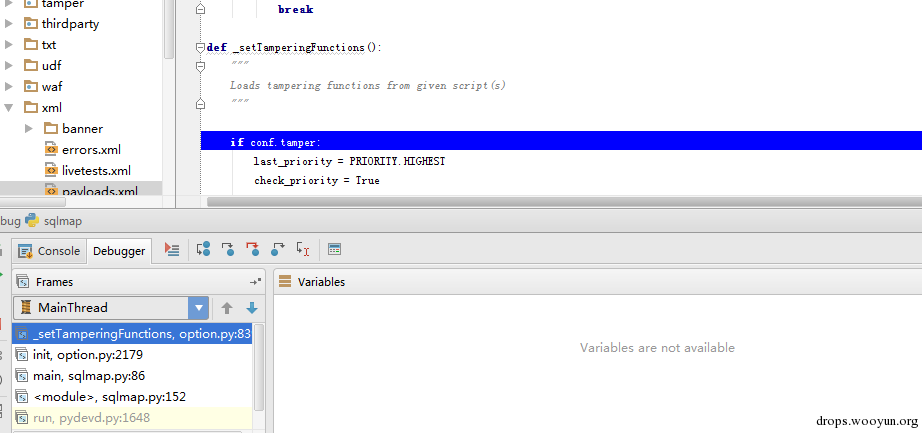 tamper
thirdparty
txt
udf
waf
xml
banner
errors.xml
livetests.xml
payloads.xml
break
def _setTamperingFunctions():
"""
Loads tampering functions from given script(s)
"""
if conf.tamper:
last_priority = PRIORITY.HIGHEST
check_priority = True
bug sqlmap
Console Debugger
Frames
MainThread
_setTamperingFunctions, option.py:83
init, option.py:2179
main, sqlmap.py:86
<module>, sqlmap.py:152
run, pydevd.py:1648
Variables
Variables are not available
drops.wooyun.org